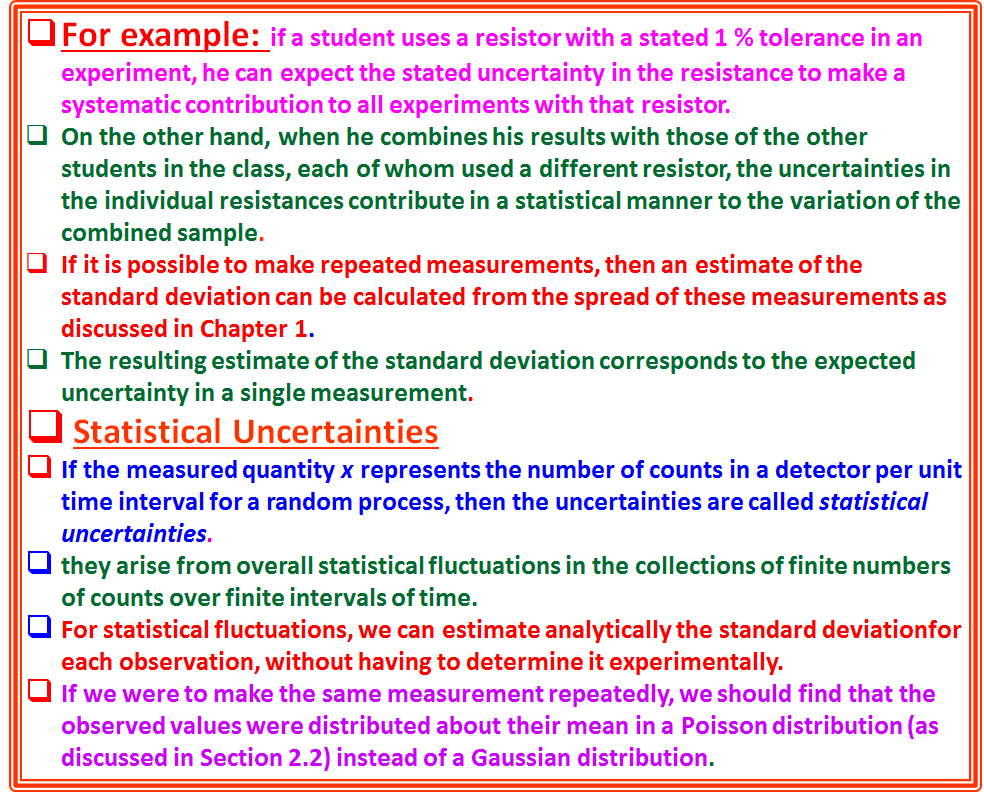 For example: if a student uses a resistor with a stated 1 % tolerance in an
experiment, he can expect the stated uncertainty in the resistance to make a
systematic contribution to all experiments with that resistor.
On the other hand, when he combines his results with those of the other
students in the class, each of whom used a different resistor, the uncertainties in
the individual resistances contribute in a statistical manner to the variation of the
combined sample.
If it is possible to make repeated measurements, then an estimate of the
standard deviation can be calculated from the spread of these measurements as
discussed in Chapter 1.
The resulting estimate of the standard deviation corresponds to the expected
uncertainty in a single measurement.
Statistical Uncertainties
If the measured quantity x represents the number of counts in a detector per unit
time interval for a random process, then the uncertainties are called statistical
uncertainties.
they arise from overall statistical fluctuations in the collections of finite numbers
of counts over finite intervals of time.
For statistical fluctuations, we can estimate analytically the standard deviationfor
each observation, without having to determine it experimentally.
If we were to make the same measurement repeatedly, we should find that the
observed values were distributed about their mean in a Poisson distribution (as
discussed in Section 2.2) instead of a Gaussian distribution.